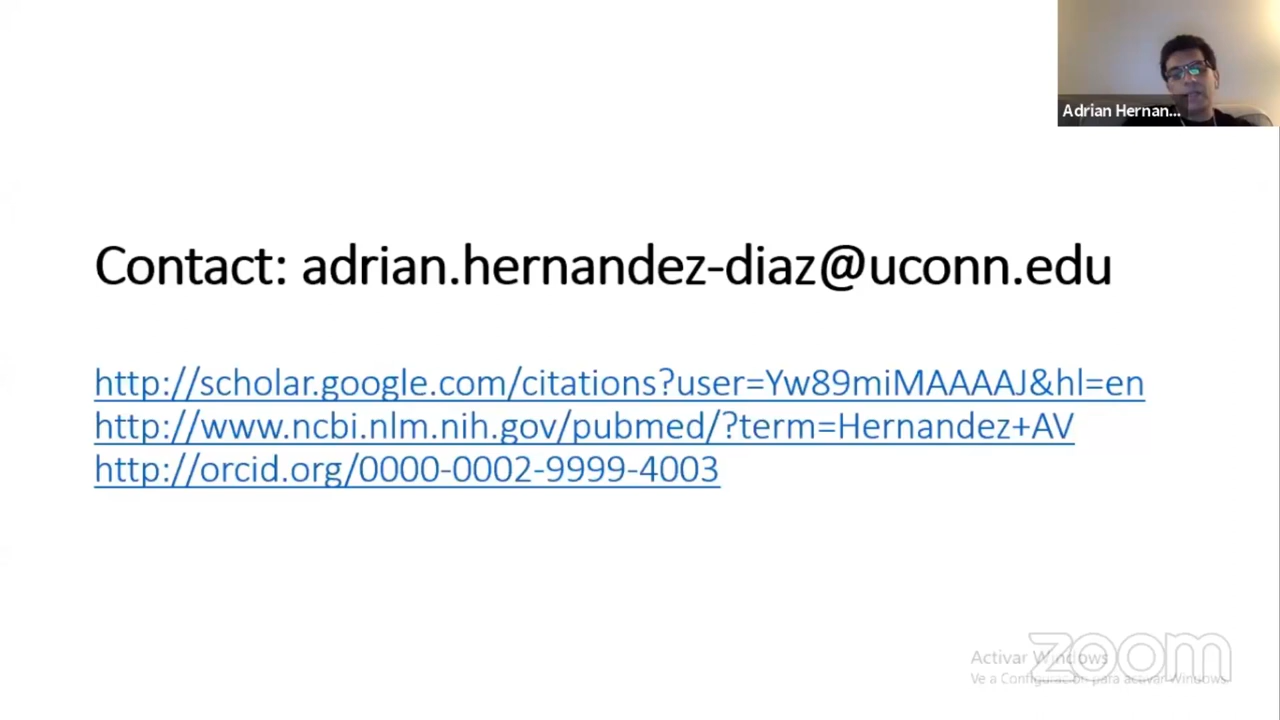 Adrian Hernan...
Contact: adrian.hernandez-diaz@uconn.edu
http://scholar.google.com/citations?user=Yw89miMAAAAJ&hl=en
http://www.ncbi.nlm.nih.gov/pubmed/?term=Hernandez+AV
http://orcid.org/0000-0002-9999-4003
zoom
Activar Windows
Ve a Configuración para activar Windows.